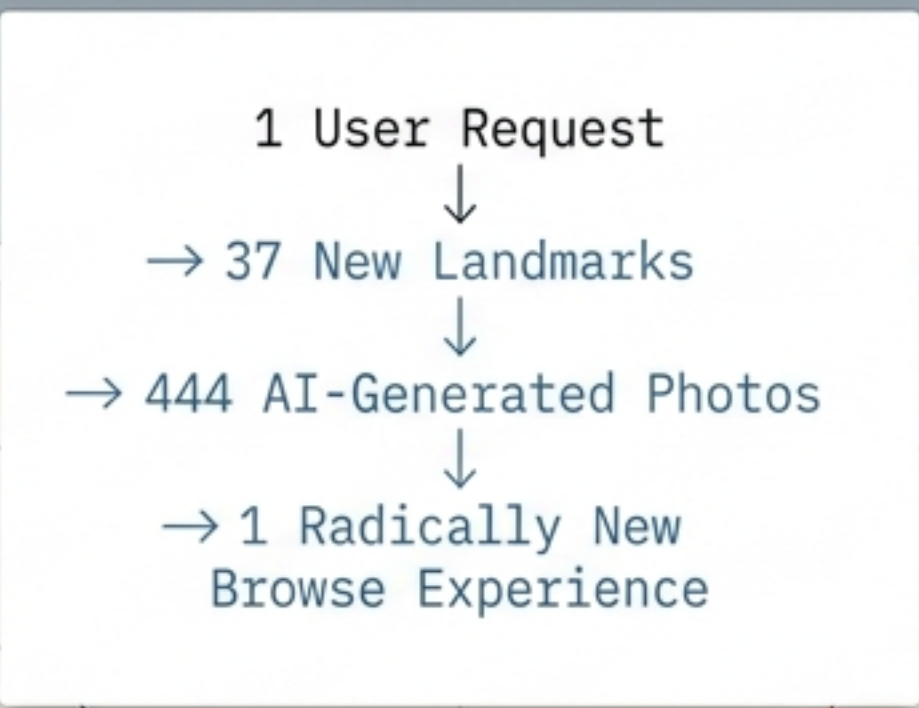 1 User Request
↓
→ 37 New Landmarks
↓
→ 444 AI-Generated Photos
↓
→ 1 Radically New
Browse Experience